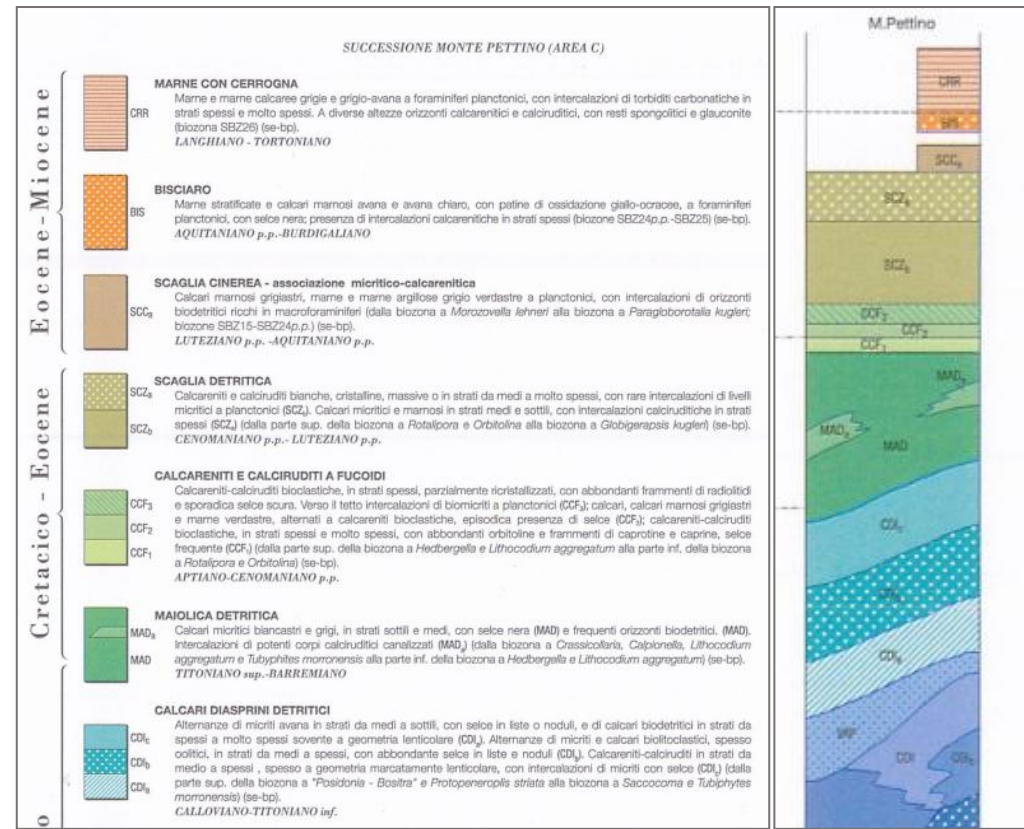 SUCCESSIONE MONTE PETTINO (AREA C)
Eocene-Miocene
CRR
MARNE CON CERROGNA
Marne e marne calcaree grigie e grigio-avana a foraminiferi planctonici, con intercalazioni di torbiditi carbonatiche in
strati spessi e molto spessi. A diverse altezze orizzonti calcarenitici e calciruditici, con resti spongolitici e glauconite
(biozona SBZ26) (se-bp).
LANGHIANO - TORTONIANO
BIS
BISCIARO
Marne stratificate e calcari marnosi avana e avana chiaro, con patine di ossidazione giallo-ocracee, a foraminiferi
planctonici, con selce nera; presenza di intercalazioni calcarenitiche in strati spessi (biozone SBZ24p.p.-SBZ25) (se-bp).
AQUITANIANO p.p.-BURDIGALIANO
SCCa
SCAGLIA CINEREA - associazione micritico-calcarenitica
Calcari marnosi grigiastri, marne e marne argillose grigio verdastre a planctonici, con intercalazioni di orizzonti
biodetritici ricchi in macroforaminiferi (dalla biozona a Morozovella lehneri alla biozona a Paragloborotalia kugleri;
biozone SBZ15-SBZ24p.p.) (se-bp).
LUTEZIANO p.p. -AQUITANIANO p.p.
Cretacico - Eocene
SCZa
SCZb
SCAGLIA DETRITICA
Calcareniti e calciruditi bianche, cristalline, massive o in strati da medi a molto spessi, con rare intercalazioni di livelli
micritici a planctonici (SCZ). Calcari micritici e marnosi in strati medi e sottili, con intercalazioni calciruditiche in strati
spessi (SCZ) (dalla parte sup. della biozona a Rotalipora e Orbitolina alla biozona a Globigerapsis kugleri) (se-bp).
CENOMANIANO p.p.- LUTEZIANO p.p.
CCF3
CCF2
CCF1
CALCARENITI E CALCIRUDITI A FUCOIDI
Calcareniti-calciruditi bioclastiche, in strati spessi, parzialmente ricristallizzati, con abbondanti frammenti di radiolitidi
e sporadica selce scura. Verso il tetto intercalazioni di biomicriti a planctonici (CCF3); calcari, calcari marnosi grigiastri
e marne verdastre, alternati a calcareniti bioclastiche, episodica presenza di selce (CCF2); calcareniti-calciruditi
bioclastiche, in strati spessi e molto spessi, con abbondanti orbitoline e frammenti di caprotine e caprine, selce
frequente (CCF1) (dalla parte sup. della biozona a Hedbergella e Lithocodium aggregatum alla parte inf. della biozona
a Rotalipora e Orbitolina) (se-bp).
APTIANO-CENOMANIANO p.p.
MADa
MAD
MAIOLICA DETRITICA
Calcari micritici biancastri e grigi, in strati sottili e medi, con selce nera (MAD) e frequenti orizzonti biodetritici. (MAD).
Intercalazioni di potenti corpi calciruditici canalizzati (MADa) (dalla biozona a Crassicollaria, Calpionella, Lithocodium
aggregatum e Tubyphites morronensis alla parte inf. della biozona a Hedbergella e Lithocodium aggregatum) (se-bp).
TITONIANO sup.-BARREMIANO
CDIc
CDIb
CDIa
CALCARI DIASPRINI DETRITICI
Alternanze di micriti avana in strati da medi a sottili, con selce in liste o noduli, e di calcari biodetritici in strati da
spessi a molto spessi sovente a geometria lenticolare (CDIc). Alternanze di micriti e calcari biolitoclastici, spesso
oolitici, in strati da medi a spessi, con abbondante selce in liste e noduli (CDIb). Calcareniti-calciruditi in strati da
medio a spessi , spesso a geometria marcatamente lenticolare, con intercalazioni di micriti con selce (CDI) (dalla
parte sup. della biozona a "Posidonia - Bositra" e Protopeneroplis striata alla biozona a Saccocoma e Tubiphytes
morronensis) (se-bp).
CALLOVIANO-TITONIANO inf.
M.Pettino
CRR
BIS
SCCa
SCZa
SCZb
CCF3
CCF2
CCF1
MADa
MADa
MAD
CDIc
CDIb
CDIa
CDI